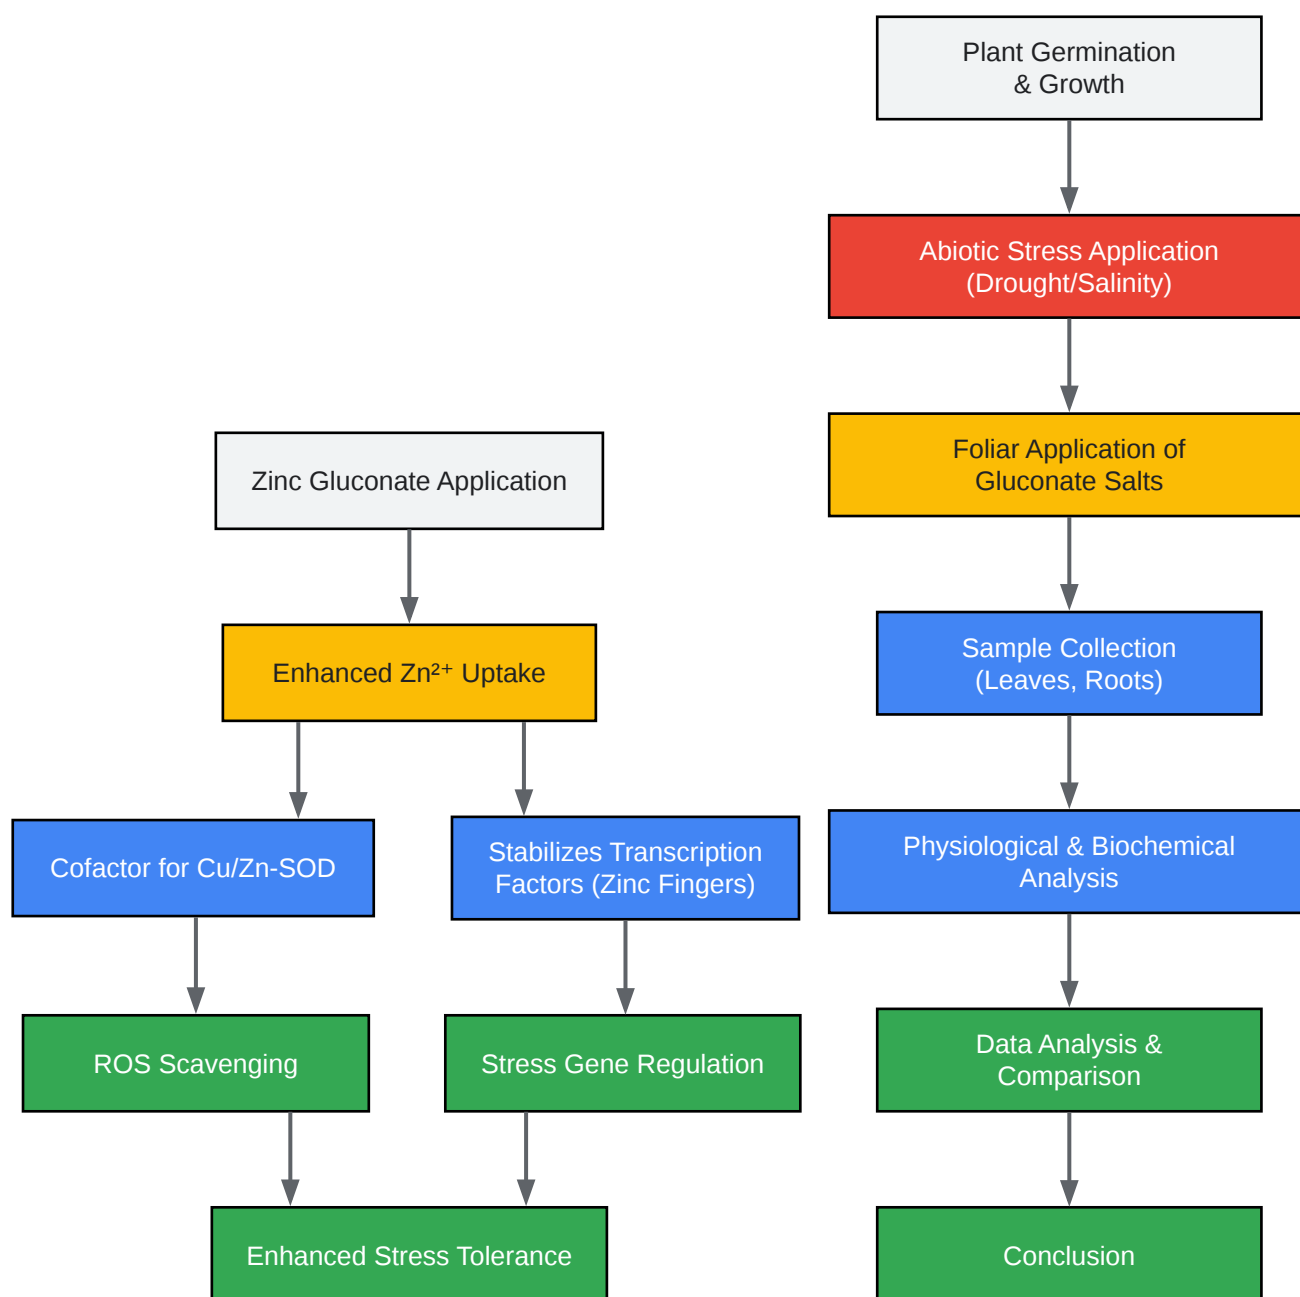 Zinc Gluconate Application
Enhanced Zn²⁺ Uptake
Cofactor for Cu/Zn-SOD
Stabilizes Transcription
Factors (Zinc Fingers)
ROS Scavenging
Stress Gene Regulation
Enhanced Stress Tolerance
Plant Germination
& Growth
Abiotic Stress Application
(Drought/Salinity)
Foliar Application of
Gluconate Salts
Sample Collection
(Leaves, Roots)
Physiological & Biochemical
Analysis
Data Analysis &
Comparison
Conclusion